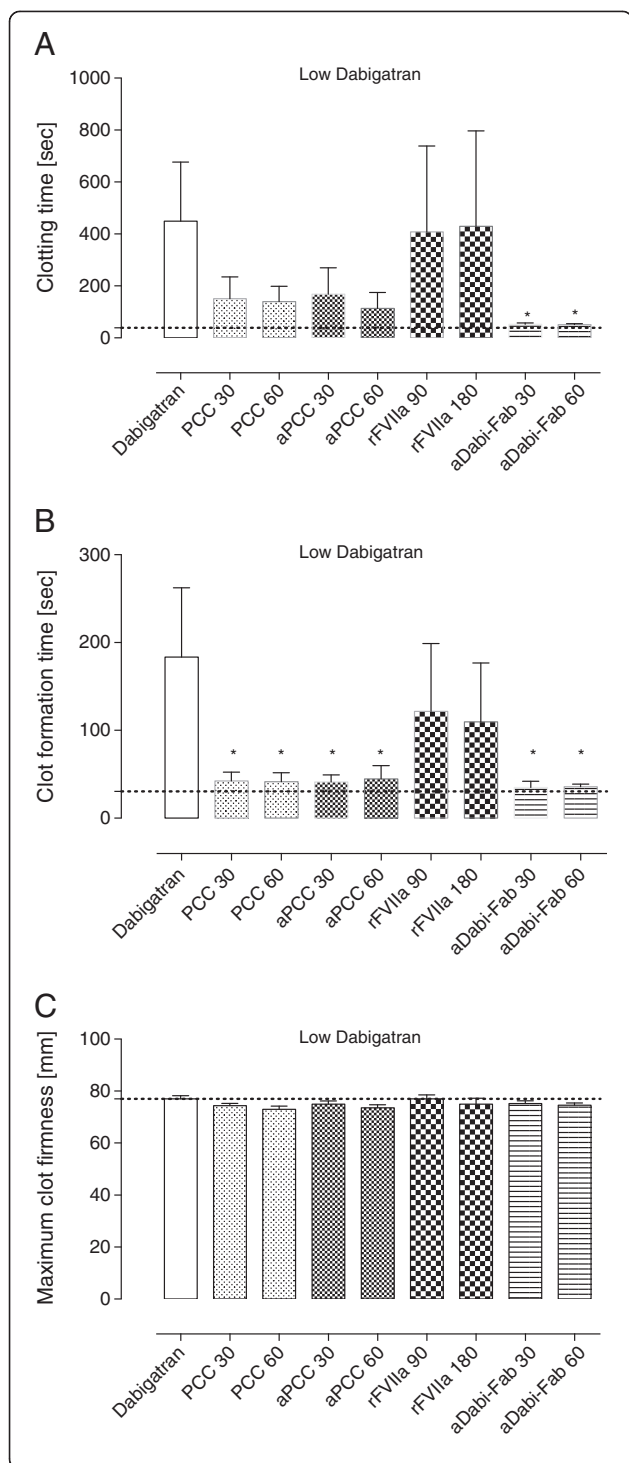 A
Low Dabigatran
Clotting time [sec]
1000
800
600
400
200
0
* *
Dabigatran PCC 30 PCC 60 aPCC 30 aPCC 60 rFVIIa 90 rFVIIa 180 aDabi-Fab 30 aDabi-Fab 60
B
Low Dabigatran
Clot formation time [sec]
300
200
100
0
* * * * * *
Dabigatran PCC 30 PCC 60 aPCC 30 aPCC 60 rFVIIa 90 rFVIIa 180 aDabi-Fab 30 aDabi-Fab 60
C
Low Dabigatran
Maximum clot firmness [mm]
100
80
60
40
20
0
Dabigatran PCC 30 PCC 60 aPCC 30 aPCC 60 rFVIIa 90 rFVIIa 180 aDabi-Fab 30 aDabi-Fab 60